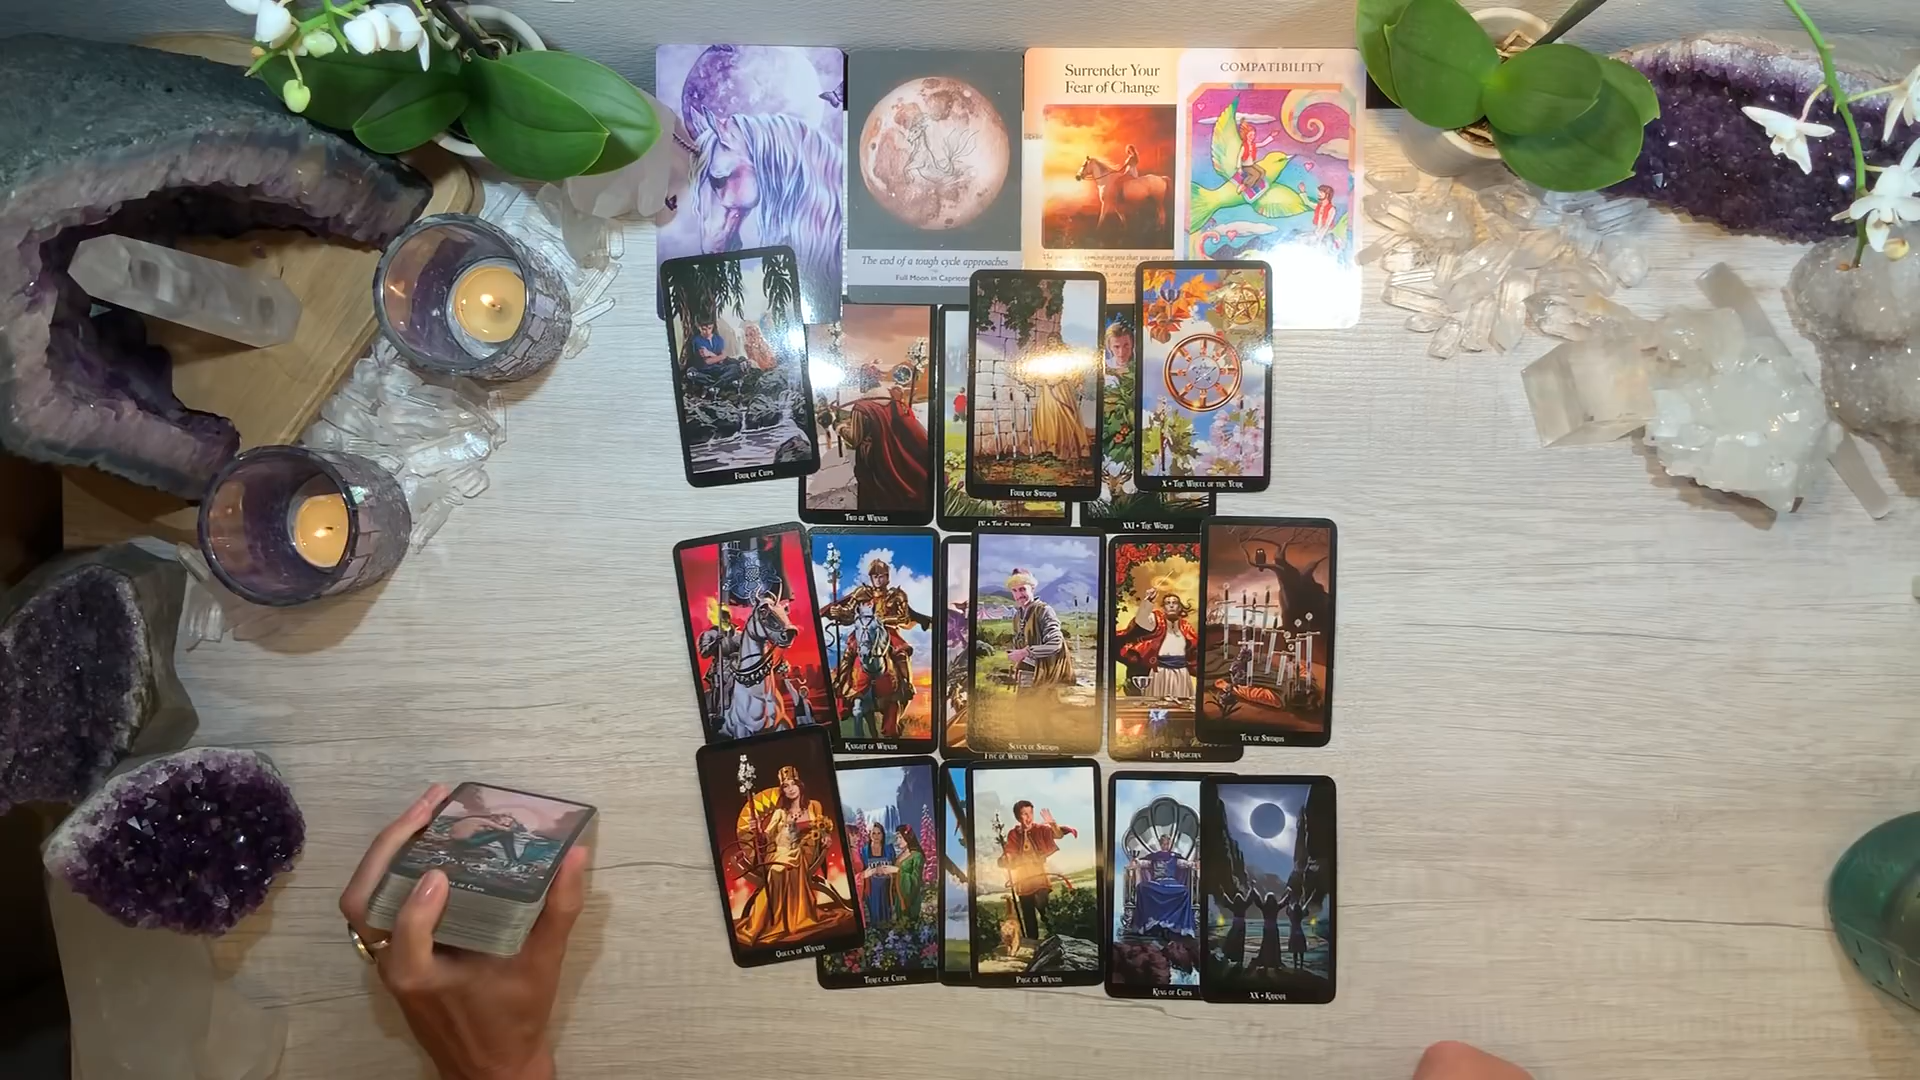 Surrender Your
Fear of Change
COMPATIBILITY
The end of a tough cycle approaches
Full Moon in Capricorn
FOUR OF CUPS
TWO OF WANDS
FOUR OF SWORDS
XXI • THE WORLD
X • THE WHEEL OF THE YEAR
KNIGHT OF WANDS
FIVE OF WANDS
SEVEN OF SWORDS
I • THE MAGICIAN
TEN OF SWORDS
QUEEN OF WANDS
THREE OF CUPS
PAGE OF WANDS
KING OF CUPS
XX • KARMA
OF CUPS